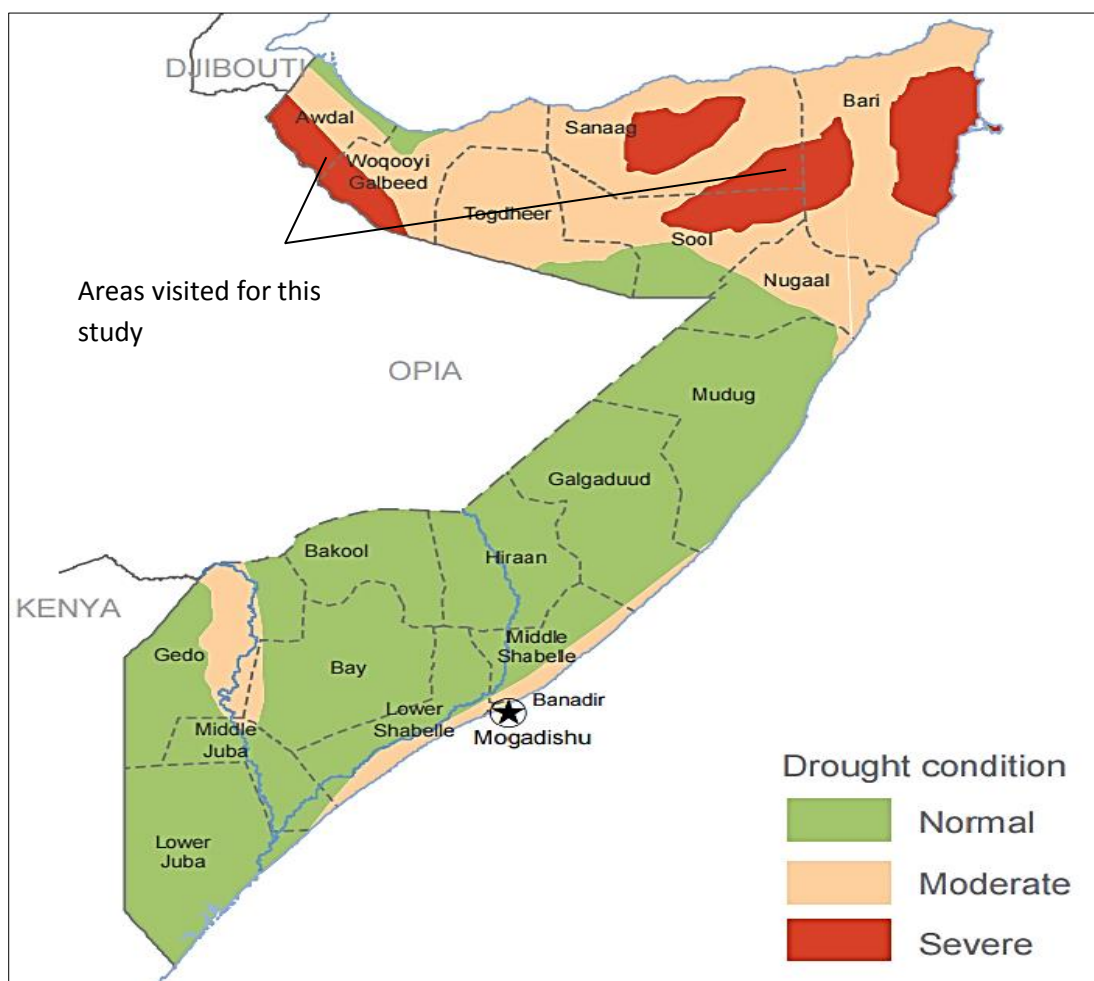 DJIBOUTI
Bari
Sanaag
Awdal
Woqooyi
Galbeed
Togdheer
Sool
Nugaal
Areas visited for this
study
OPIA
Mudug
Galgaduud
Bakool
Hiraan
KENYA
Middle
Shabelle
Gedo
Bay
Banadir
Lower
Shabelle
Mogadishu
Middle
Juba
Lower
Juba
Drought condition
Normal
Moderate
Severe